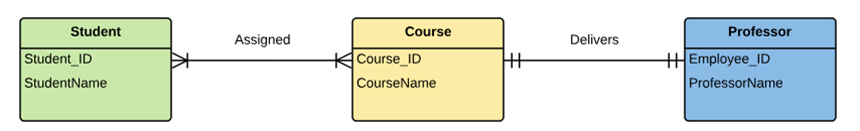 Student
Student_ID
StudentName
Assigned
Course
Course_ID
CourseName
Delivers
Professor
Employee_ID
ProfessorName